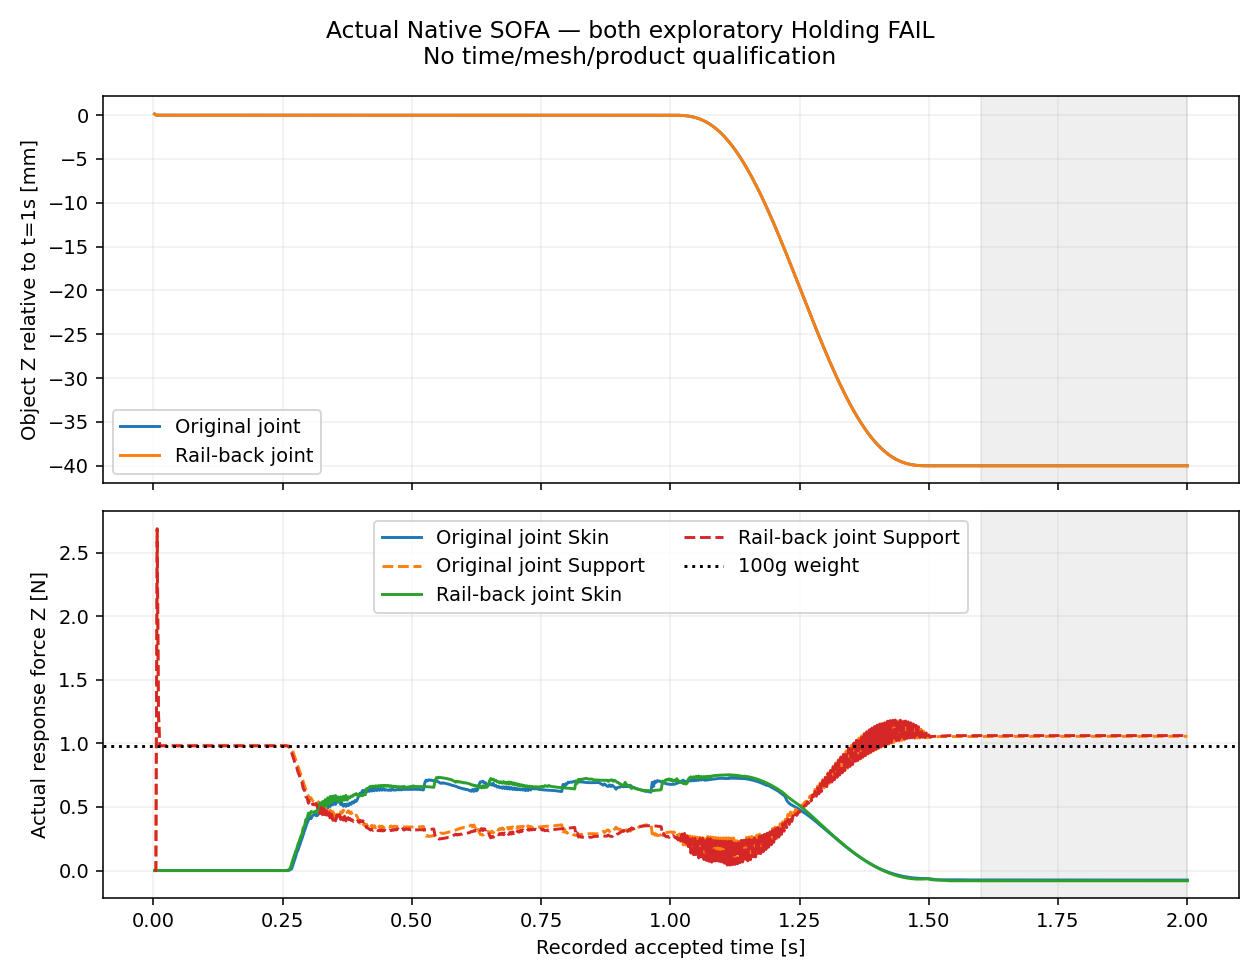 Actual Native SOFA — both exploratory Holding FAIL
No time/mesh/product qualification
Object Z relative to t=1s [mm]
0
−5
−10
−15
−20
−25
−30
−35
−40
Original joint
Rail-back joint
Actual response force Z [N]
2.5
2.0
1.5
1.0
0.5
0.0
Original joint Skin
Original joint Support
Rail-back joint Skin
Rail-back joint Support
100g weight
0.00
0.25
0.50
0.75
1.00
1.25
1.50
1.75
2.00
Recorded accepted time [s]